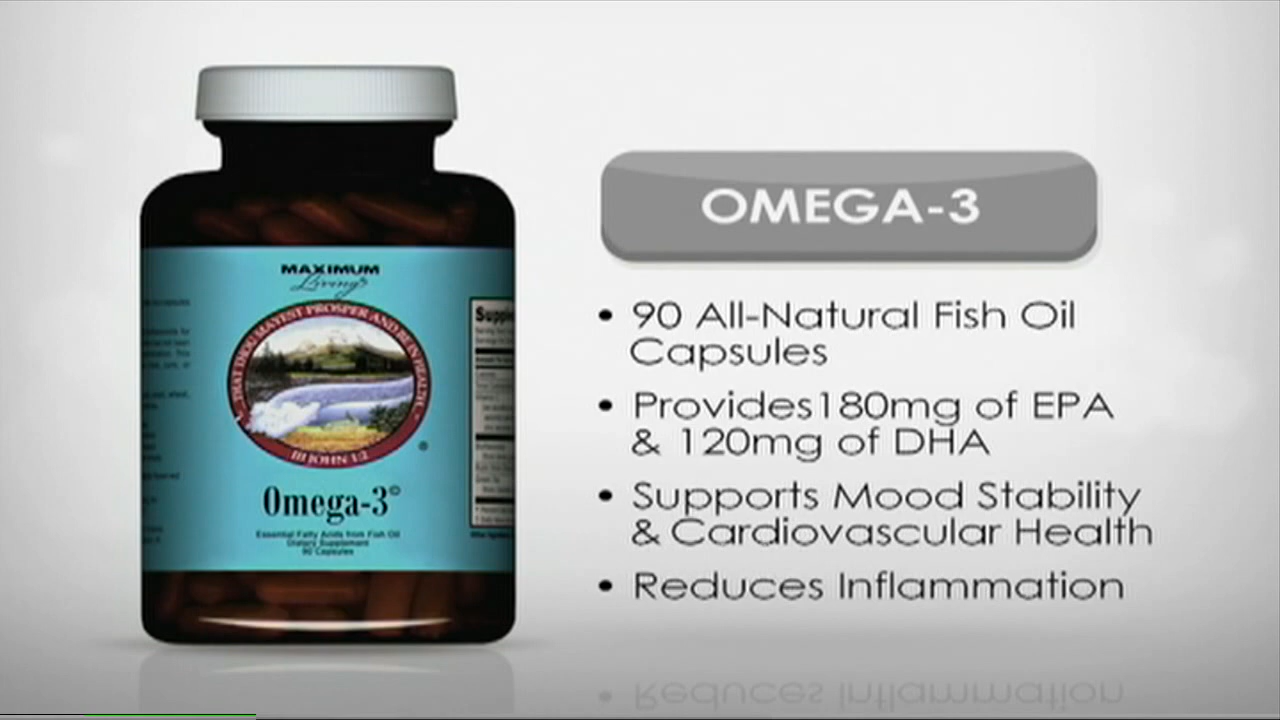 MAXIMUM
Living
THAT THOU MAYEST PROSPER AND BE IN HEALTH
III JOHN 1:2
®
Omega-3©
Essential Fatty Acids from Fish Oil
Dietary Supplement
90 Capsules
Supple
OMEGA-3
• 90 All-Natural Fish Oil
Capsules
• Provides180mg of EPA
& 120mg of DHA
• Supports Mood Stability
& Cardiovascular Health
• Reduces Inflammation